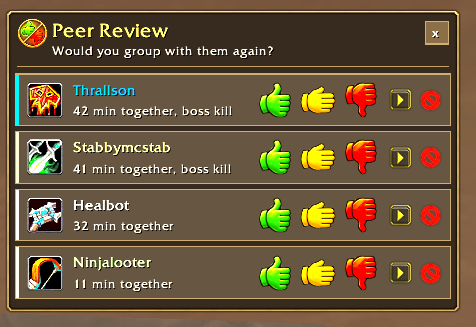 Peer Review
x
Would you group with them again?
Thrallson
42 min together, boss kill
Stabbymcstab
41 min together, boss kill
Healbot
32 min together
Ninjalooter
11 min together